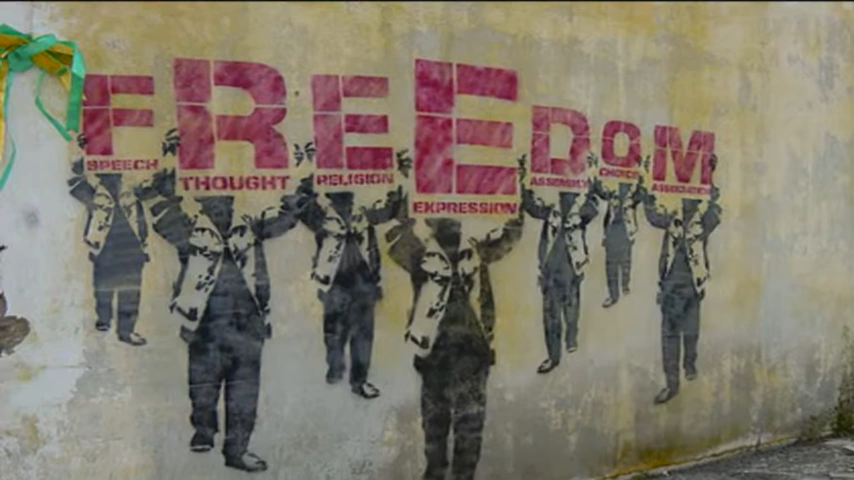 FREEDOM
SPEECH
THOUGHT
RELIGION
EXPRESSION
ASSEMBLY
CHOICE
ASSOCIATION